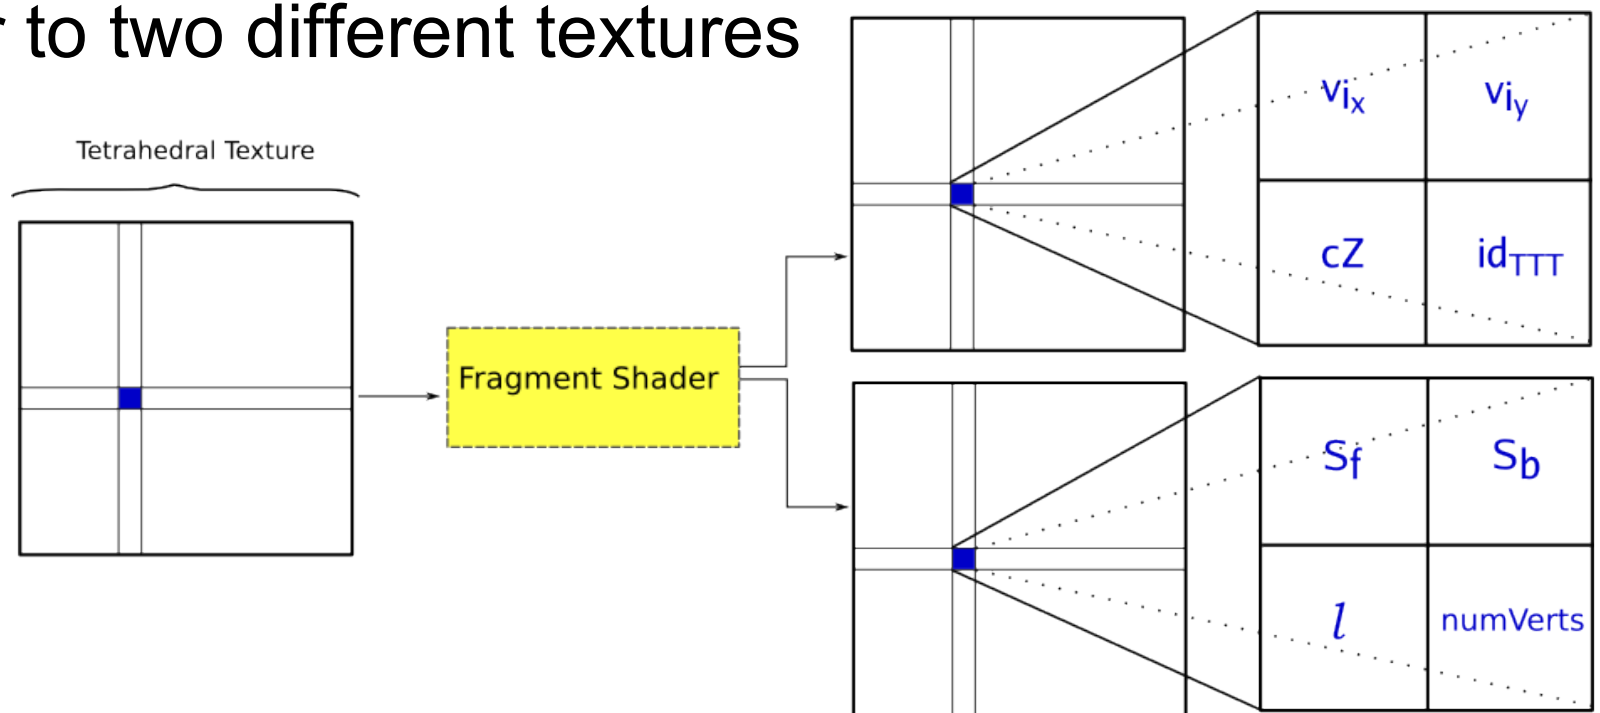 r to two different textures
Tetrahedral Texture
Fragment Shader
vix
viy
cZ
idTTT
Sf
Sb
l
numVerts